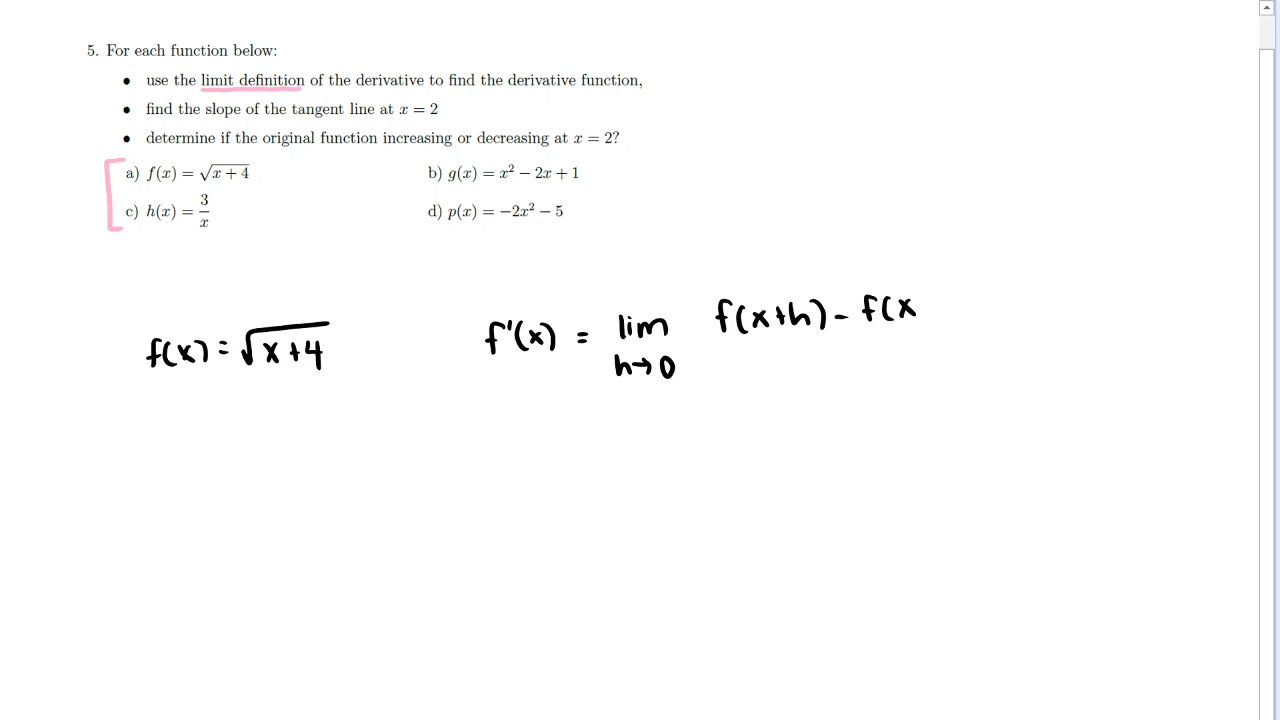 5. For each function below:
• use the limit definition of the derivative to find the derivative function,
• find the slope of the tangent line at x = 2
• determine if the original function increasing or decreasing at x = 2?
a) f(x) = √(x + 4) b) g(x) = x² − 2x + 1
c) h(x) = 3/x d) p(x) = −2x² − 5
f(x) = √(x+4) f'(x) = lim h→0 f(x+h) - f(x